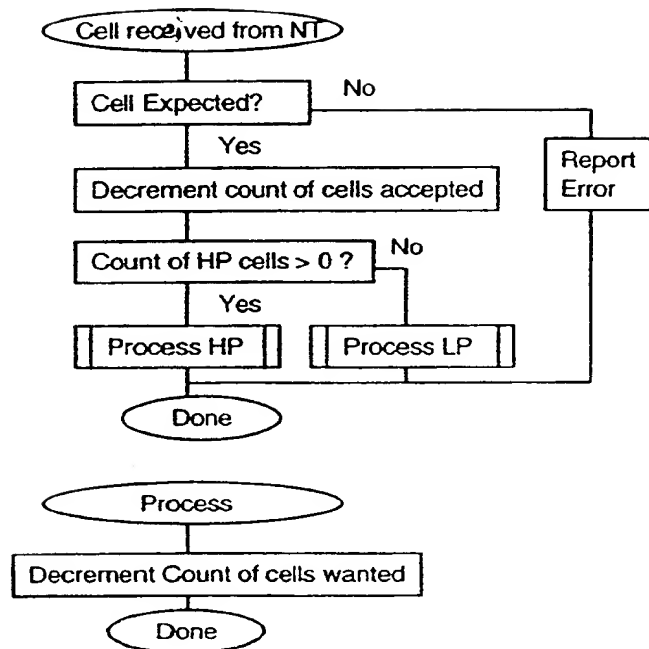 Cell received from NT
Cell Expected?
No
Yes
Report
Error
Decrement count of cells accepted
Count of HP cells > 0 ?
No
Yes
Process HP
Process LP
Done
Process
Decrement Count of cells wanted
Done